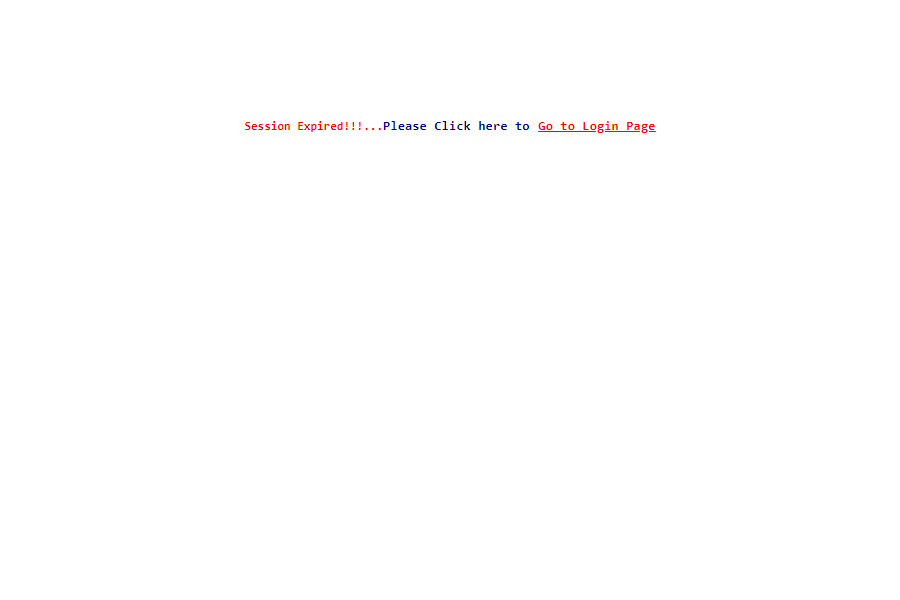 Session Expired!!!...Please Click here to Go to Login Page